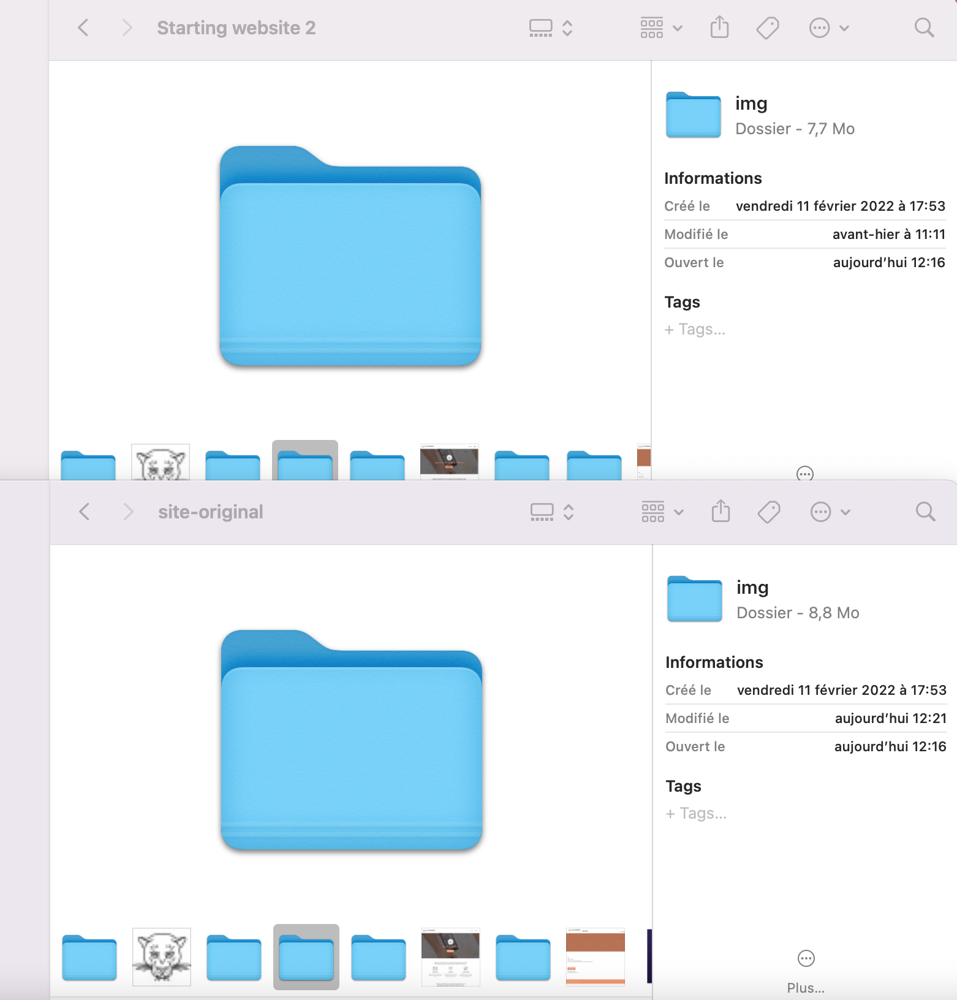 Starting website 2
img
Dossier - 7,7 Mo
Informations
Créé le vendredi 11 février 2022 à 17:53
Modifié le avant-hier à 11:11
Ouvert le aujourd’hui 12:16
Tags
+ Tags...
site-original
img
Dossier - 8,8 Mo
Informations
Créé le vendredi 11 février 2022 à 17:53
Modifié le aujourd’hui 12:21
Ouvert le aujourd’hui 12:16
Tags
+ Tags...
Plus...